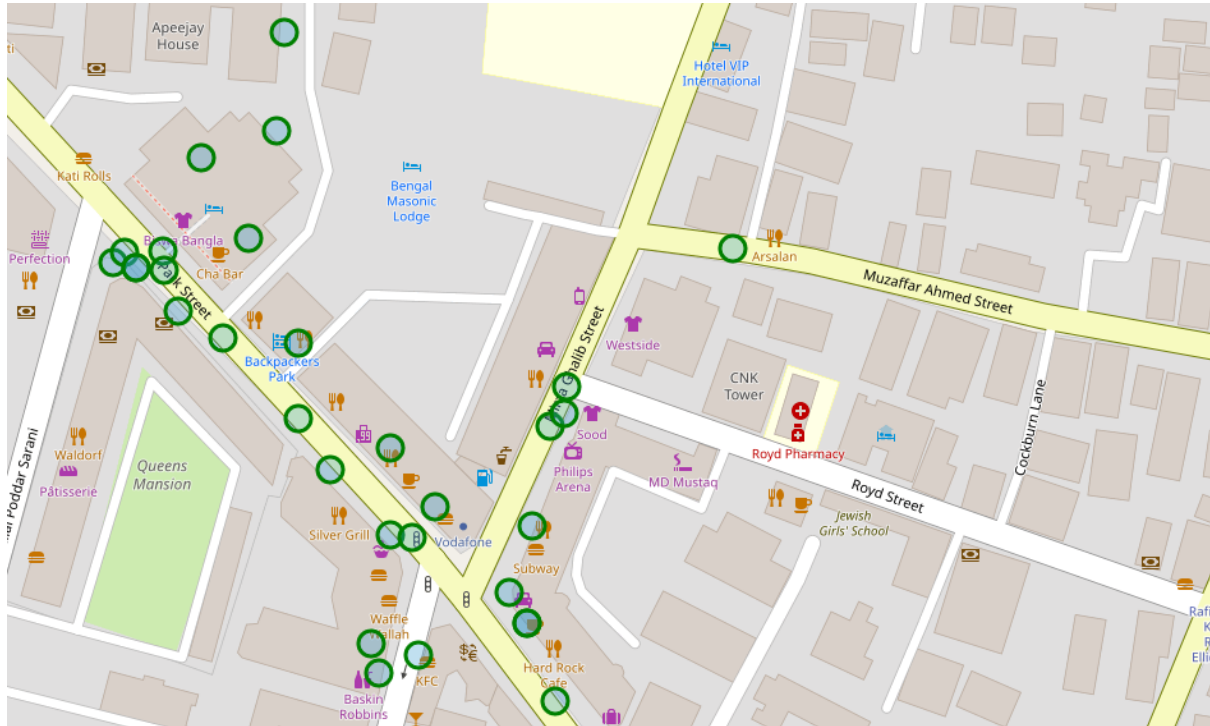 Apeejay
House
Hotel VIP
International
Kati Rolls
Bengal
Masonic
Lodge
Perfection
Biswa Bangla
Cha Bar
Arsalan
Park Street
Muzaffar Ahmed Street
Mirza Ghalib Street
Westside
Backpackers
Park
CNK
Tower
Sood
Cockburn Lane
Waldorf
Philips
Arena
Royd Pharmacy
Queens
Mansion
Pâtisserie
MD Mustaq
Royd Street
Poddar Sarani
Jewish
Girls' School
Silver Grill
Vodafone
Subway
Waffle
Wallah
Hard Rock
Cafe
KFC
Baskin
Robbins